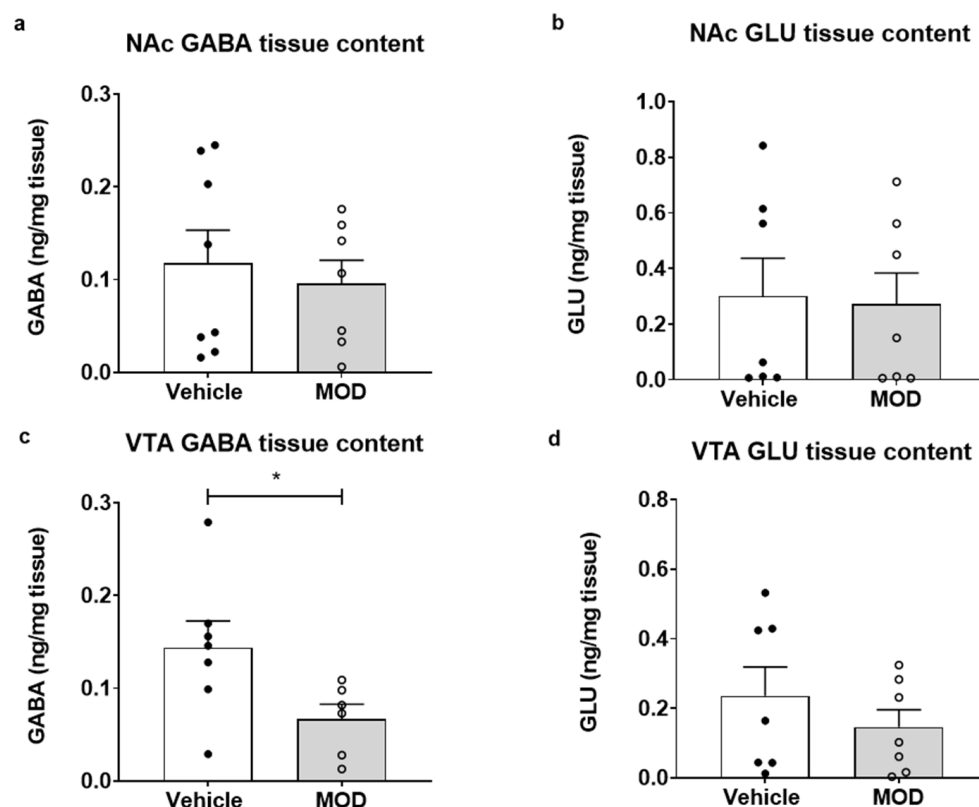 a
NAc GABA tissue content
GABA (ng/mg tissue)
0.3
0.2
0.1
0.0
Vehicle MOD
b
NAc GLU tissue content
GLU (ng/mg tissue)
1.0
0.8
0.6
0.4
0.2
0.0
Vehicle MOD
c
VTA GABA tissue content
*
GABA (ng/mg tissue)
0.3
0.2
0.1
0.0
Vehicle MOD
d
VTA GLU tissue content
GLU (ng/mg tissue)
0.8
0.6
0.4
0.2
0.0
Vehicle MOD